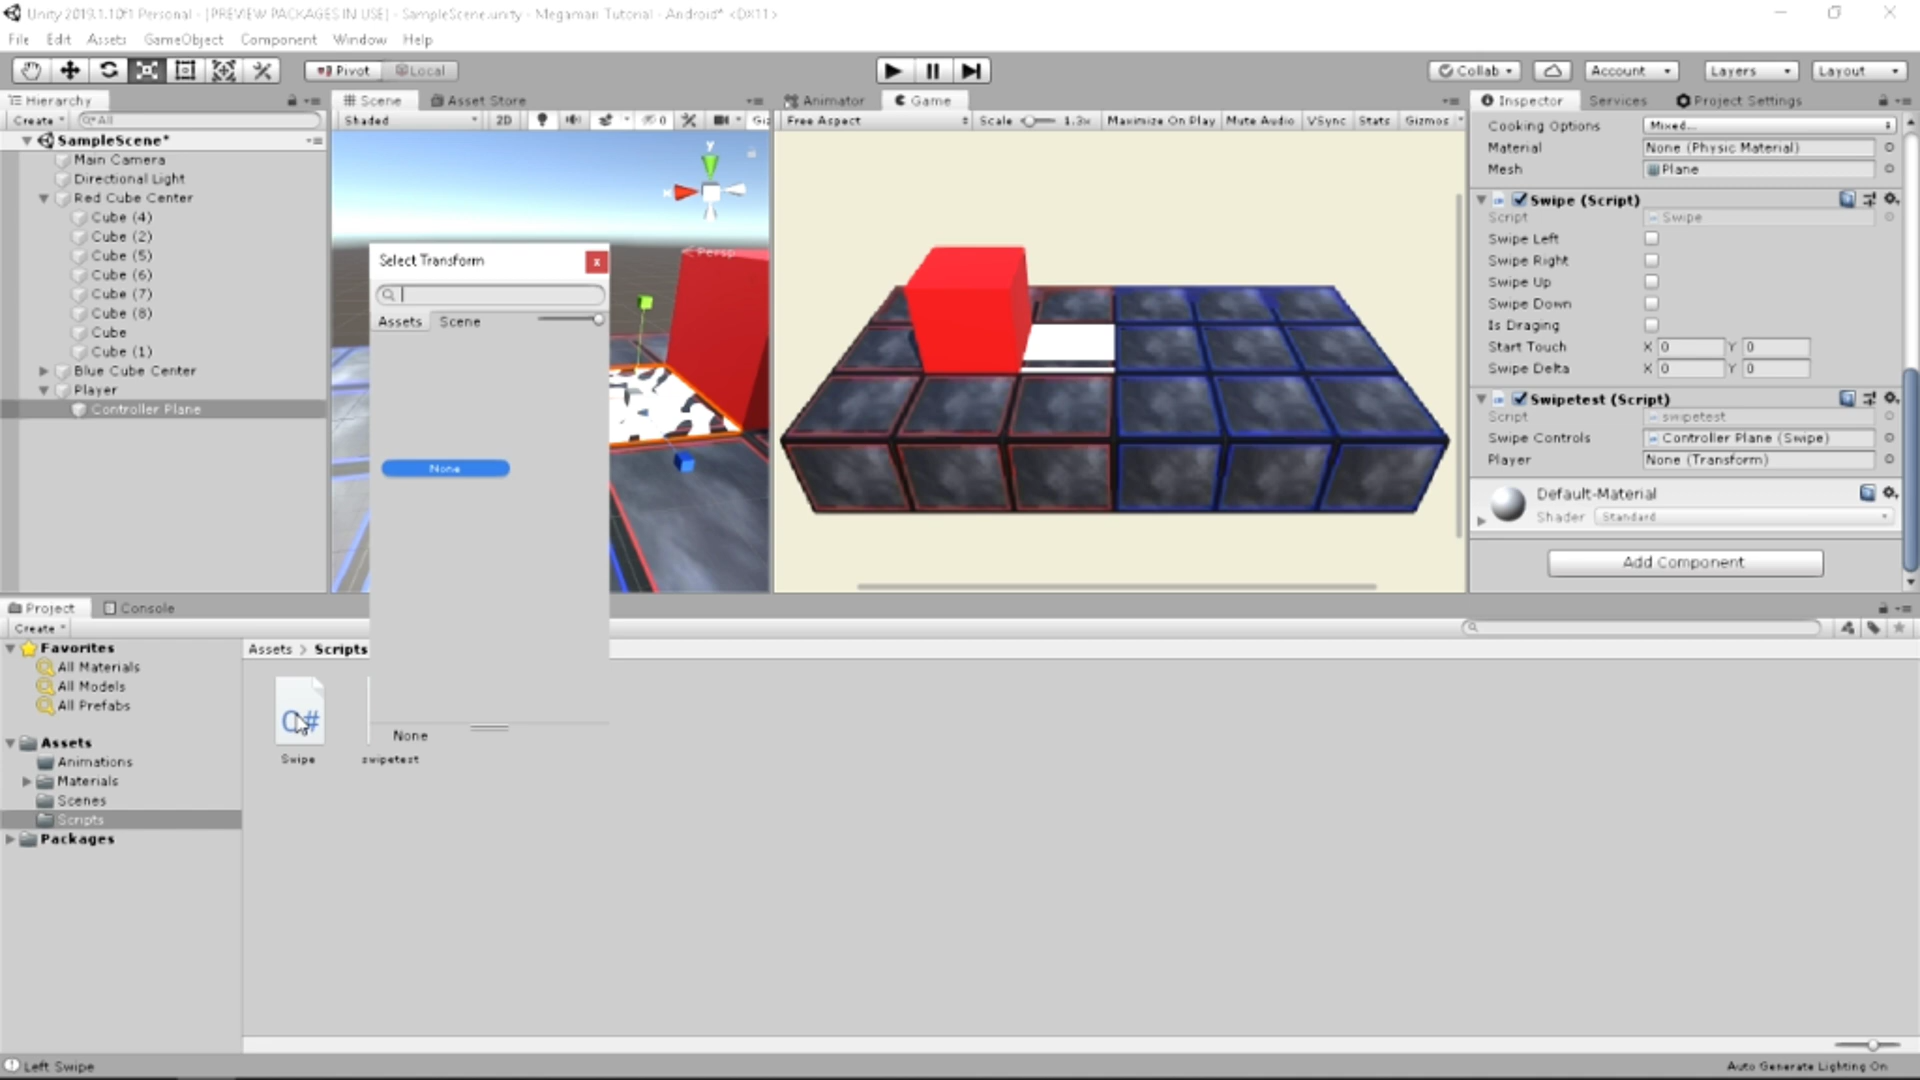 Unity 2019.1.10f1 Personal - [PREVIEW PACKAGES IN USE] - SampleScene.unity - Megaman Tutorial - Android* <DX11>
File Edit Assets GameObject Component Window Help
Pivot Local Collab Account Layers Layout
Hierarchy
Create All
SampleScene*
Main Camera
Directional Light
Red Cube Center
Cube (4)
Cube (2)
Cube (5)
Cube (6)
Cube (7)
Cube (8)
Cube
Cube (1)
Blue Cube Center
Player
Controller Plane
Scene Asset Store
Shaded 2D 0 Giz
y
x
Persp
Select Transform
x
Assets Scene
None
None
Animator Game
Free Aspect Scale 1.3x Maximize On Play Mute Audio VSync Stats Gizmos
Inspector Services Project Settings
Cooking Options Mixed...
Material None (Physic Material)
Mesh Plane
Swipe (Script)
Script Swipe
Swipe Left
Swipe Right
Swipe Up
Swipe Down
Is Draging
Start Touch X 0 Y 0
Swipe Delta X 0 Y 0
Swipetest (Script)
Script swipetest
Swipe Controls Controller Plane (Swipe)
Player None (Transform)
Default-Material
Shader Standard
Add Component
Project Console
Create
Favorites
All Materials
All Models
All Prefabs
Assets
Animations
Materials
Scenes
Scripts
Packages
Assets > Scripts
C#
Swipe swipetest
Left Swipe
Auto Generate Lighting On